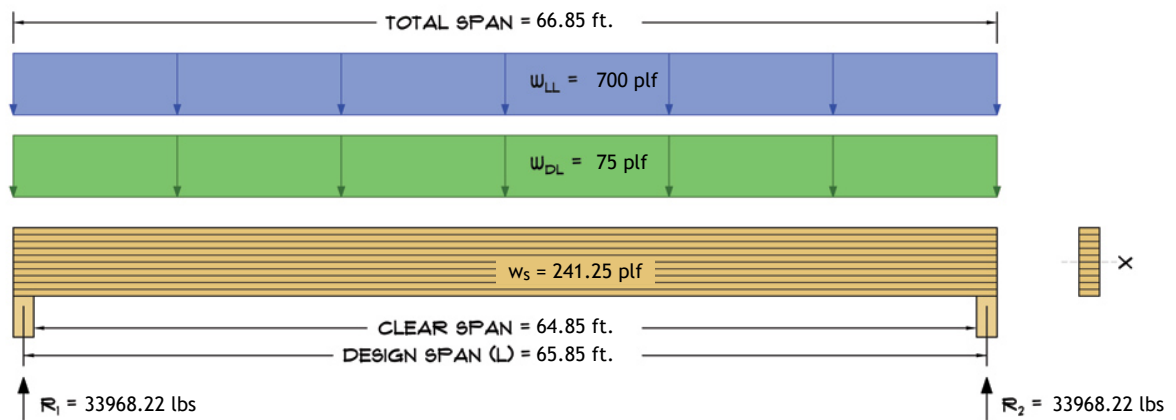 TOTAL SPAN = 66.85 ft.
wLL = 700 plf
wDL = 75 plf
ws = 241.25 plf
X
CLEAR SPAN = 64.85 ft.
DESIGN SPAN (L) = 65.85 ft.
R1 = 33968.22 lbs
R2 = 33968.22 lbs